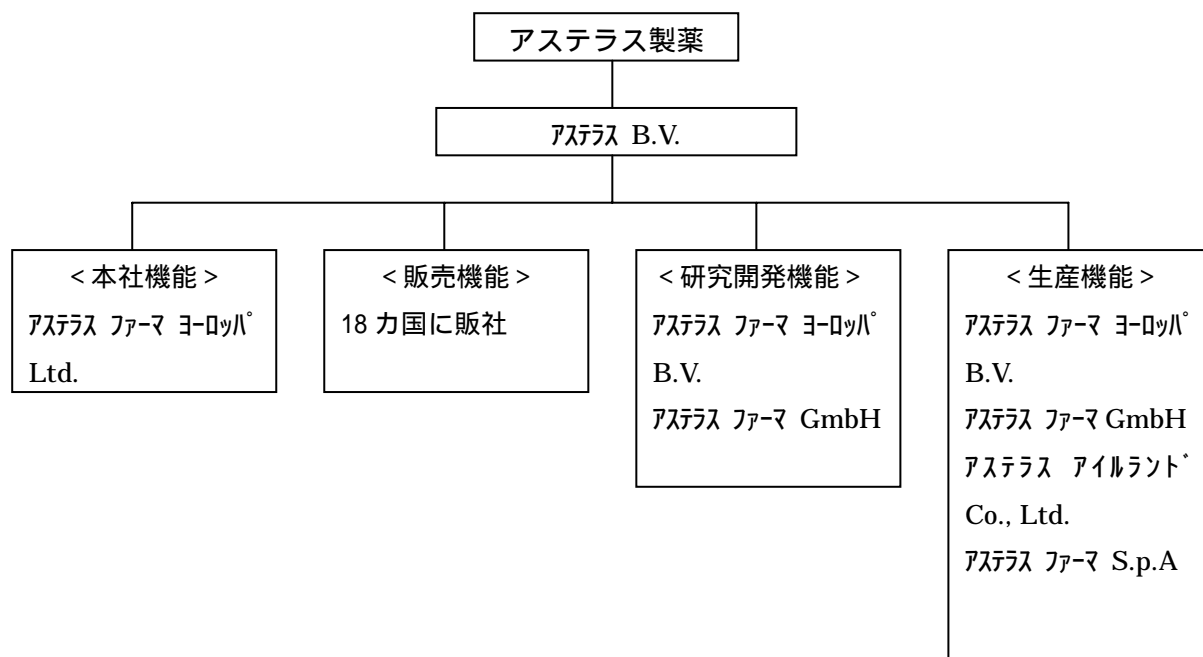 アステラス製薬
ｱｽﾃﾗｽ B.V.
＜本社機能＞
ｱｽﾃﾗｽ ﾌｧｰﾏ ﾖｰﾛｯﾊﾟ
Ltd.
＜販売機能＞
18 カ国に販社
＜研究開発機能＞
ｱｽﾃﾗｽ ﾌｧｰﾏ ﾖｰﾛｯﾊﾟ
B.V.
ｱｽﾃﾗｽ ﾌｧｰﾏ GmbH
＜生産機能＞
ｱｽﾃﾗｽ ﾌｧｰﾏ ﾖｰﾛｯﾊﾟ
B.V.
ｱｽﾃﾗｽ ﾌｧｰﾏ GmbH
ｱｽﾃﾗｽ ｱｲﾙﾗﾝﾄﾞ
Co., Ltd.
ｱｽﾃﾗｽ ﾌｧｰﾏ S.p.A